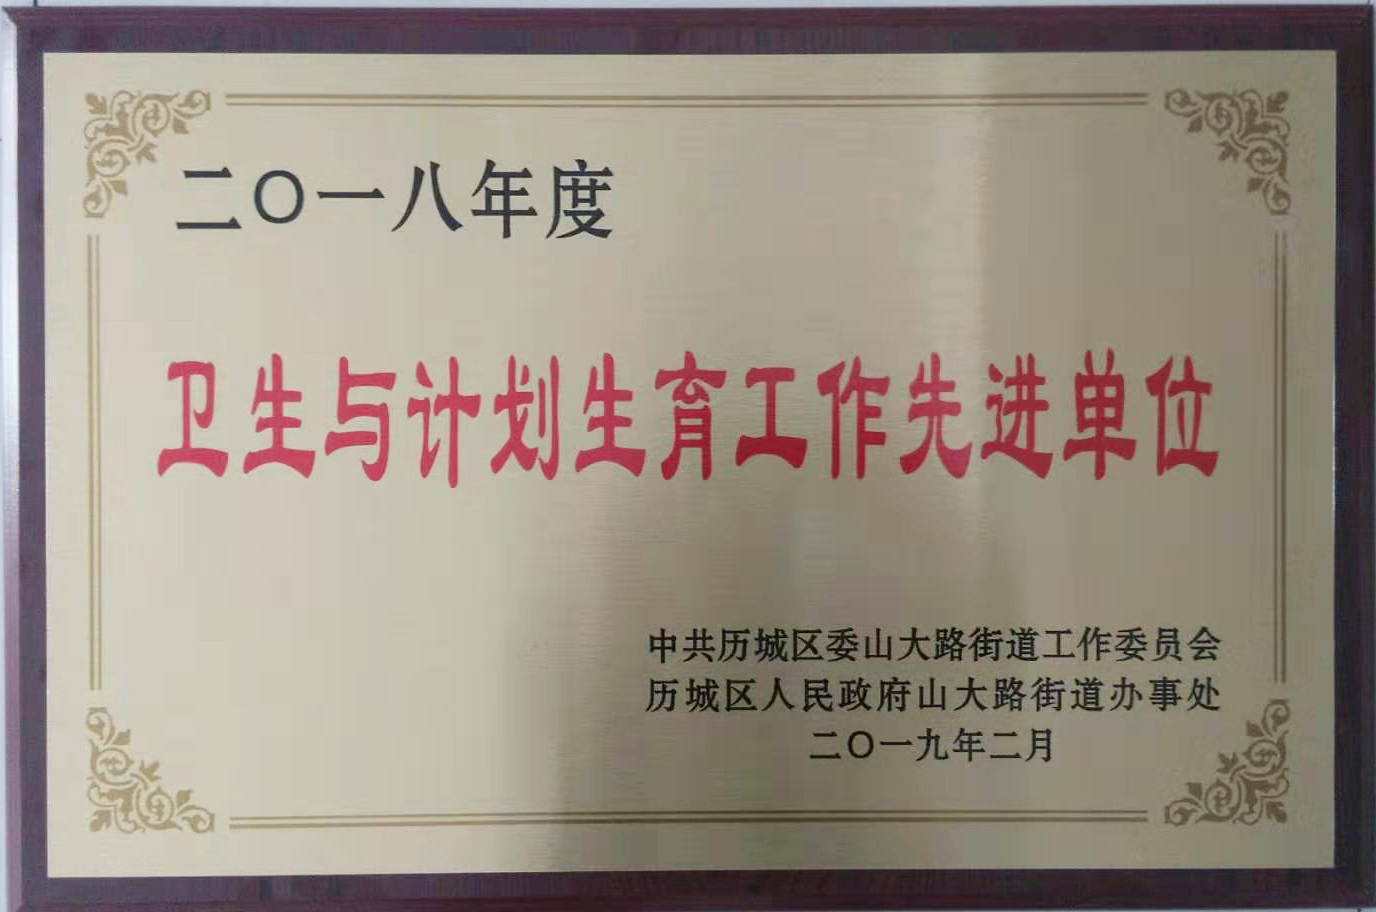 二〇一八年度
卫生与计划生育工作先进单位
中共历城区委山大路街道工作委员会
历城区人民政府山大路街道办事处
二〇一九年二月